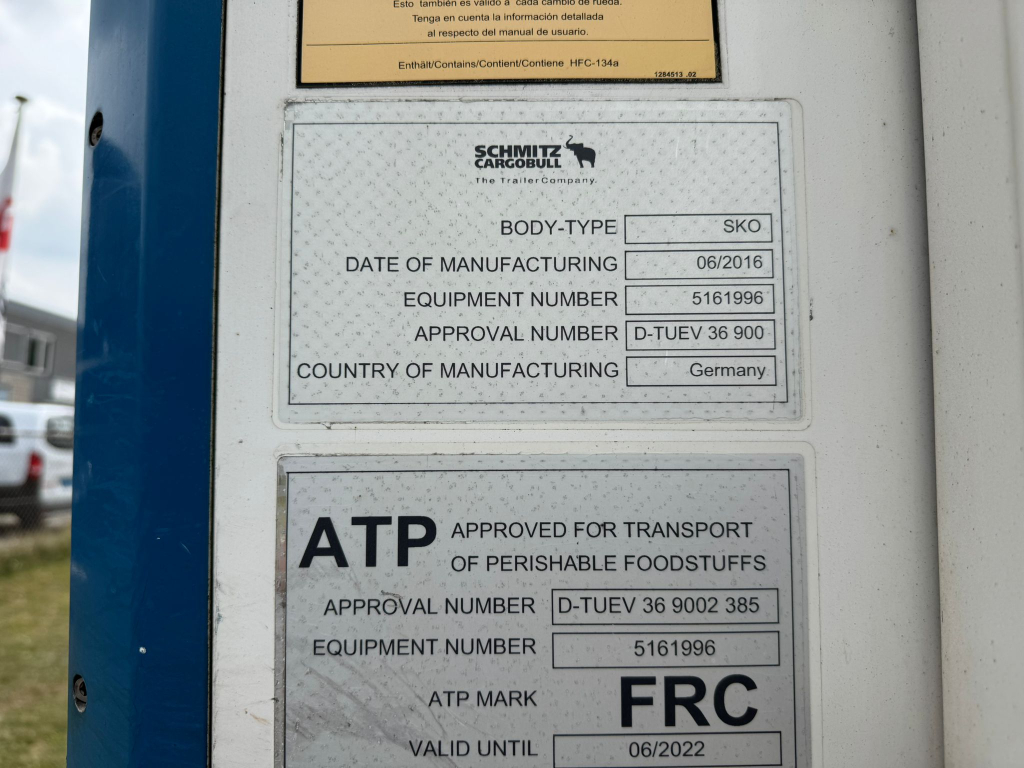 Esto también es válido a cada cambio de rueda.
Tenga en cuenta la información detallada
al respecto del manual de usuario.
Enthält/Contains/Contient/Contiene HFC-134a
1284513 .02
SCHMITZ
CARGOBULL
The Trailer Company.
BODY-TYPE SKO
DATE OF MANUFACTURING 06/2016
EQUIPMENT NUMBER 5161996
APPROVAL NUMBER D-TUEV 36 900
COUNTRY OF MANUFACTURING Germany
ATP APPROVED FOR TRANSPORT
OF PERISHABLE FOODSTUFFS
APPROVAL NUMBER D-TUEV 36 9002 385
EQUIPMENT NUMBER 5161996
ATP MARK FRC
VALID UNTIL 06/2022